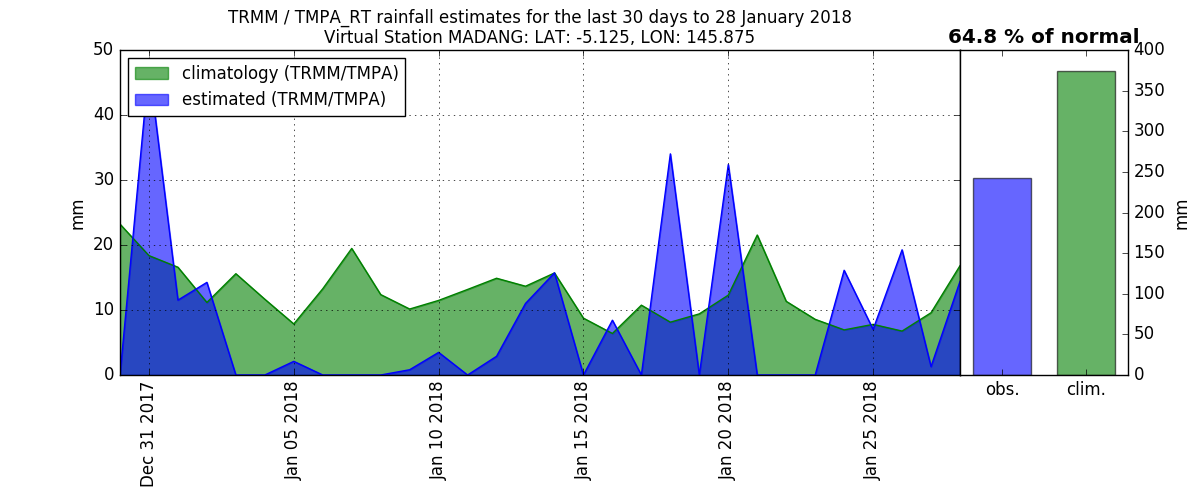 TRMM / TMPA_RT rainfall estimates for the last 30 days to 28 January 2018
Virtual Station MADANG: LAT: -5.125, LON: 145.875
64.8 % of normal
climatology (TRMM/TMPA)
estimated (TRMM/TMPA)
50
40
30
20
10
0
mm
Dec 31 2017
Jan 05 2018
Jan 10 2018
Jan 15 2018
Jan 20 2018
Jan 25 2018
obs.
clim.
400
350
300
250
200
150
100
50
0
mm